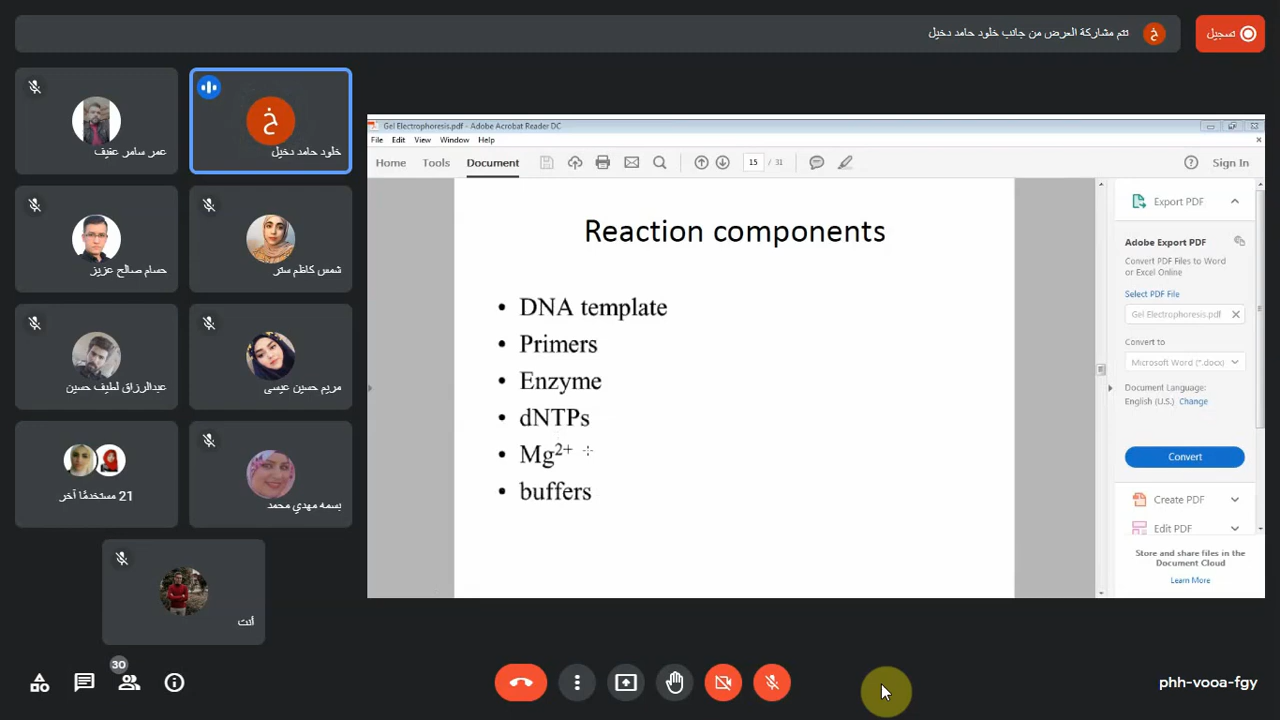 تتم مشاركة العرض من جانب خلود حامد دخيل
خ
تسجيل
عمر سامر عنيف
خ
خلود حامد دخيل
حسام صالح عزيز
شمس كاظم ستر
عبدالرزاق لطيف حسين
مريم حسين عيسى
21 مستخدمًا آخر
بسمه مهدي محمد
أنت
Gel Electrophoresis.pdf - Adobe Acrobat Reader DC
File Edit View Window Help
Home Tools Document 15 / 31 Sign In
Reaction components
• DNA template
• Primers
• Enzyme
• dNTPs
• Mg2+
• buffers
Export PDF
Adobe Export PDF
Convert PDF Files to Word
or Excel Online
Select PDF File
Gel Electrophoresis.pdf
Convert to
Microsoft Word (*.docx)
Document Language:
English (U.S.) Change
Convert
Create PDF
Edit PDF
Store and share files in the
Document Cloud
Learn More
30
phh-vooa-fgy